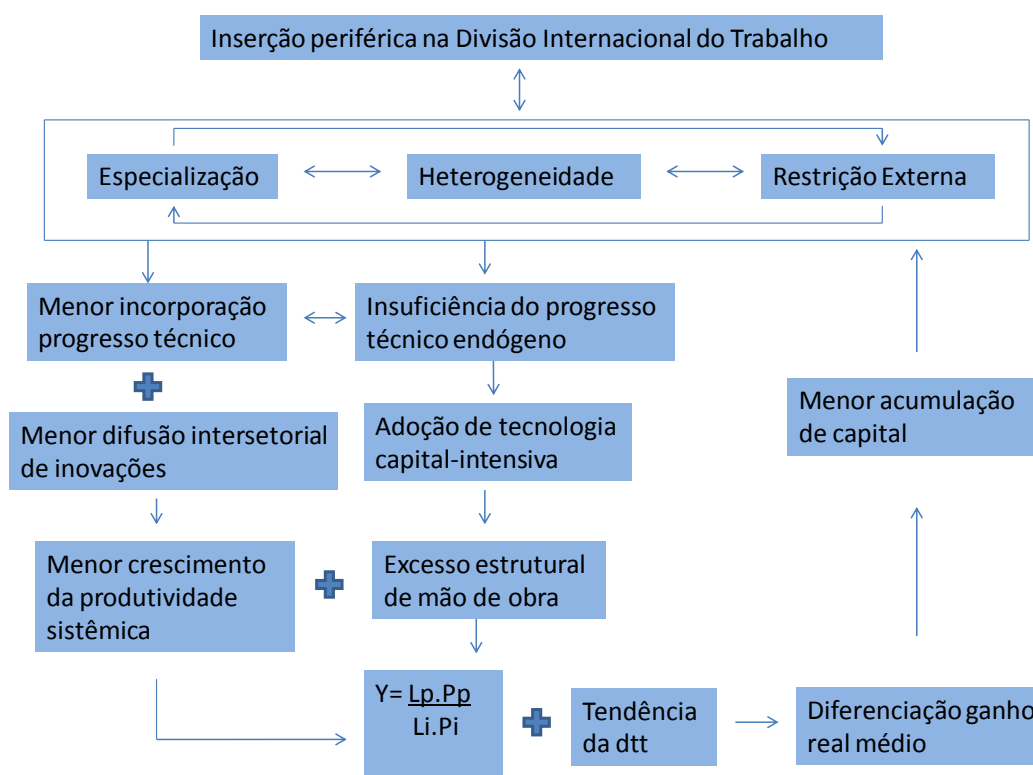 Inserção periférica na Divisão Internacional do Trabalho
Especialização
Heterogeneidade
Restrição Externa
Menor incorporação
progresso técnico
Insuficiência do progresso
técnico endógeno
Menor difusão intersetorial
de inovações
Adoção de tecnologia
capital-intensiva
Menor acumulação
de capital
Menor crescimento
da produtividade
sistêmica
Excesso estrutural
de mão de obra
Y= Lp.Pp
Li.Pi
Tendência
da dtt
Diferenciação ganho
real médio